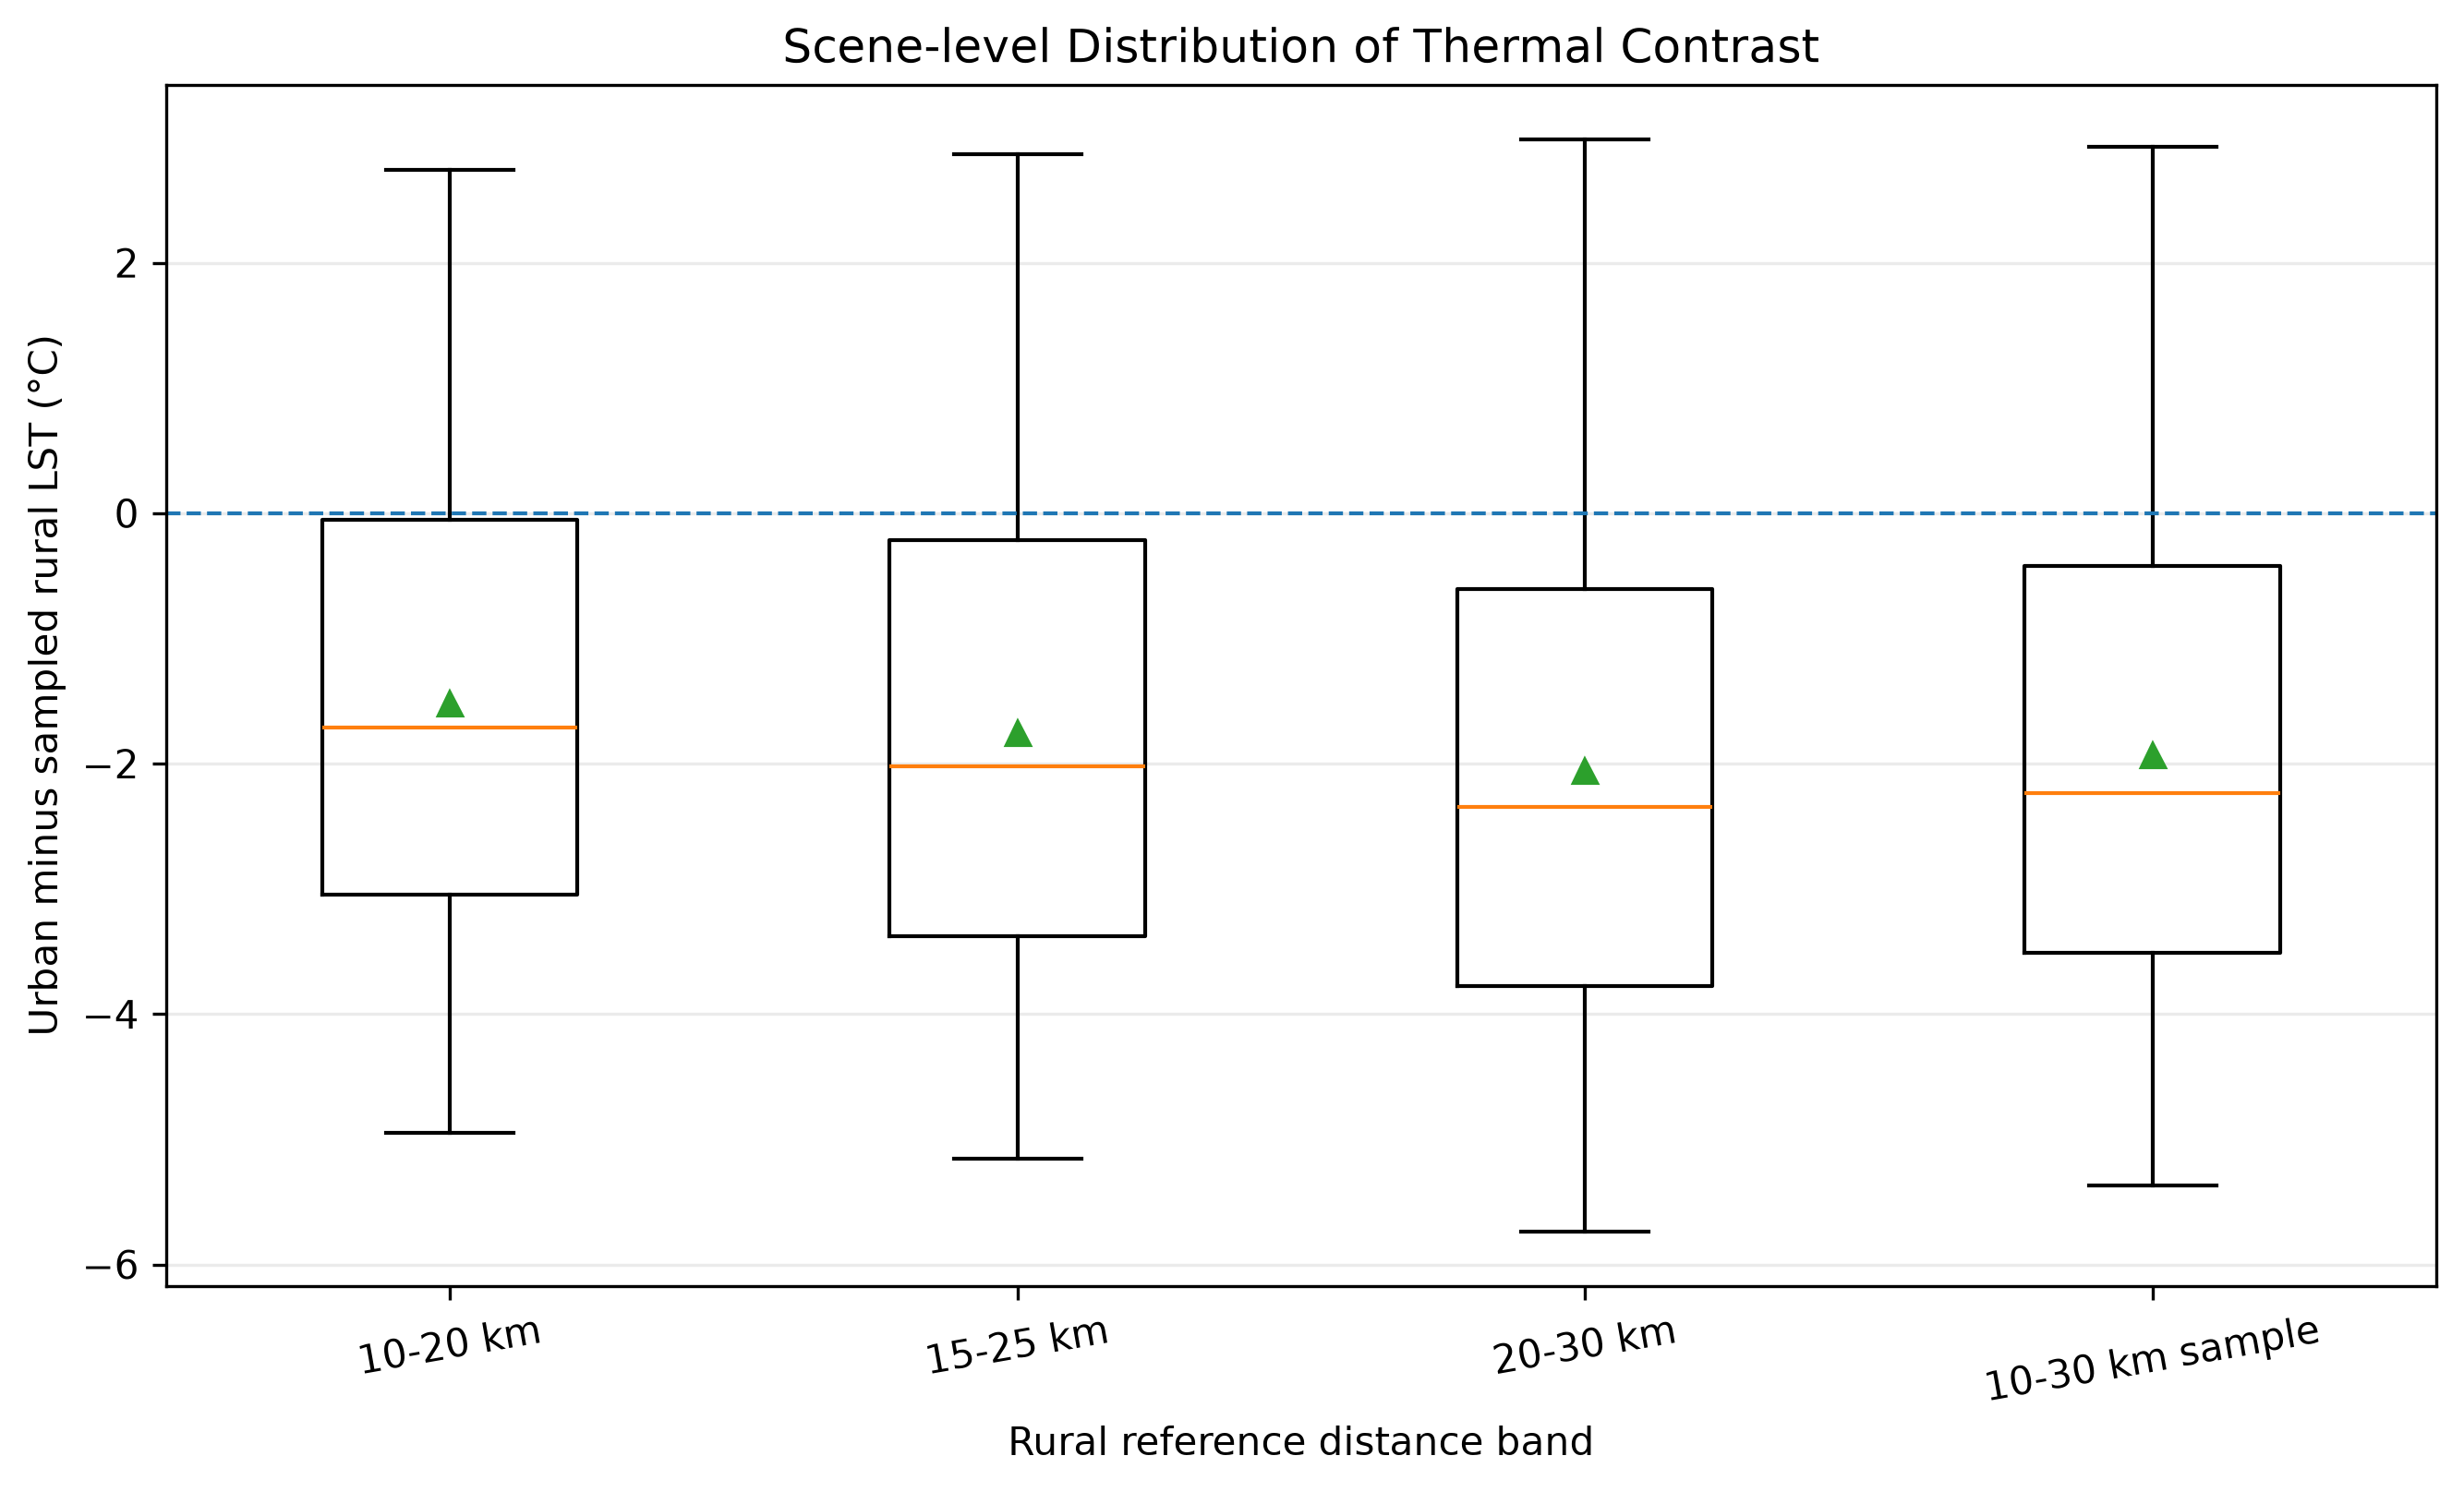 Scene-level Distribution of Thermal Contrast
Urban minus sampled rural LST (°C)
2
0
−2
−4
−6
10-20 km
15-25 km
20-30 km
10-30 km sample
Rural reference distance band